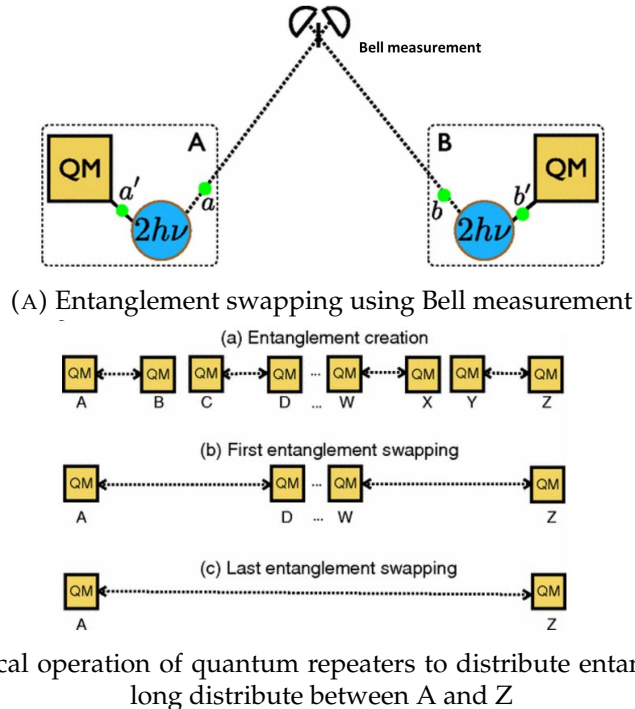 Bell measurement
A
B
QM
QM
a′
a
b
b′
2hν
2hν
(A) Entanglement swapping using Bell measurement
(a) Entanglement creation
QM QM QM QM ... QM QM QM QM
A B C D ... W X Y Z
(b) First entanglement swapping
QM QM ... QM QM
A D ... W Z
(c) Last entanglement swapping
QM QM
A Z
operation of quantum repeaters to distribute
long distribute between A and Z